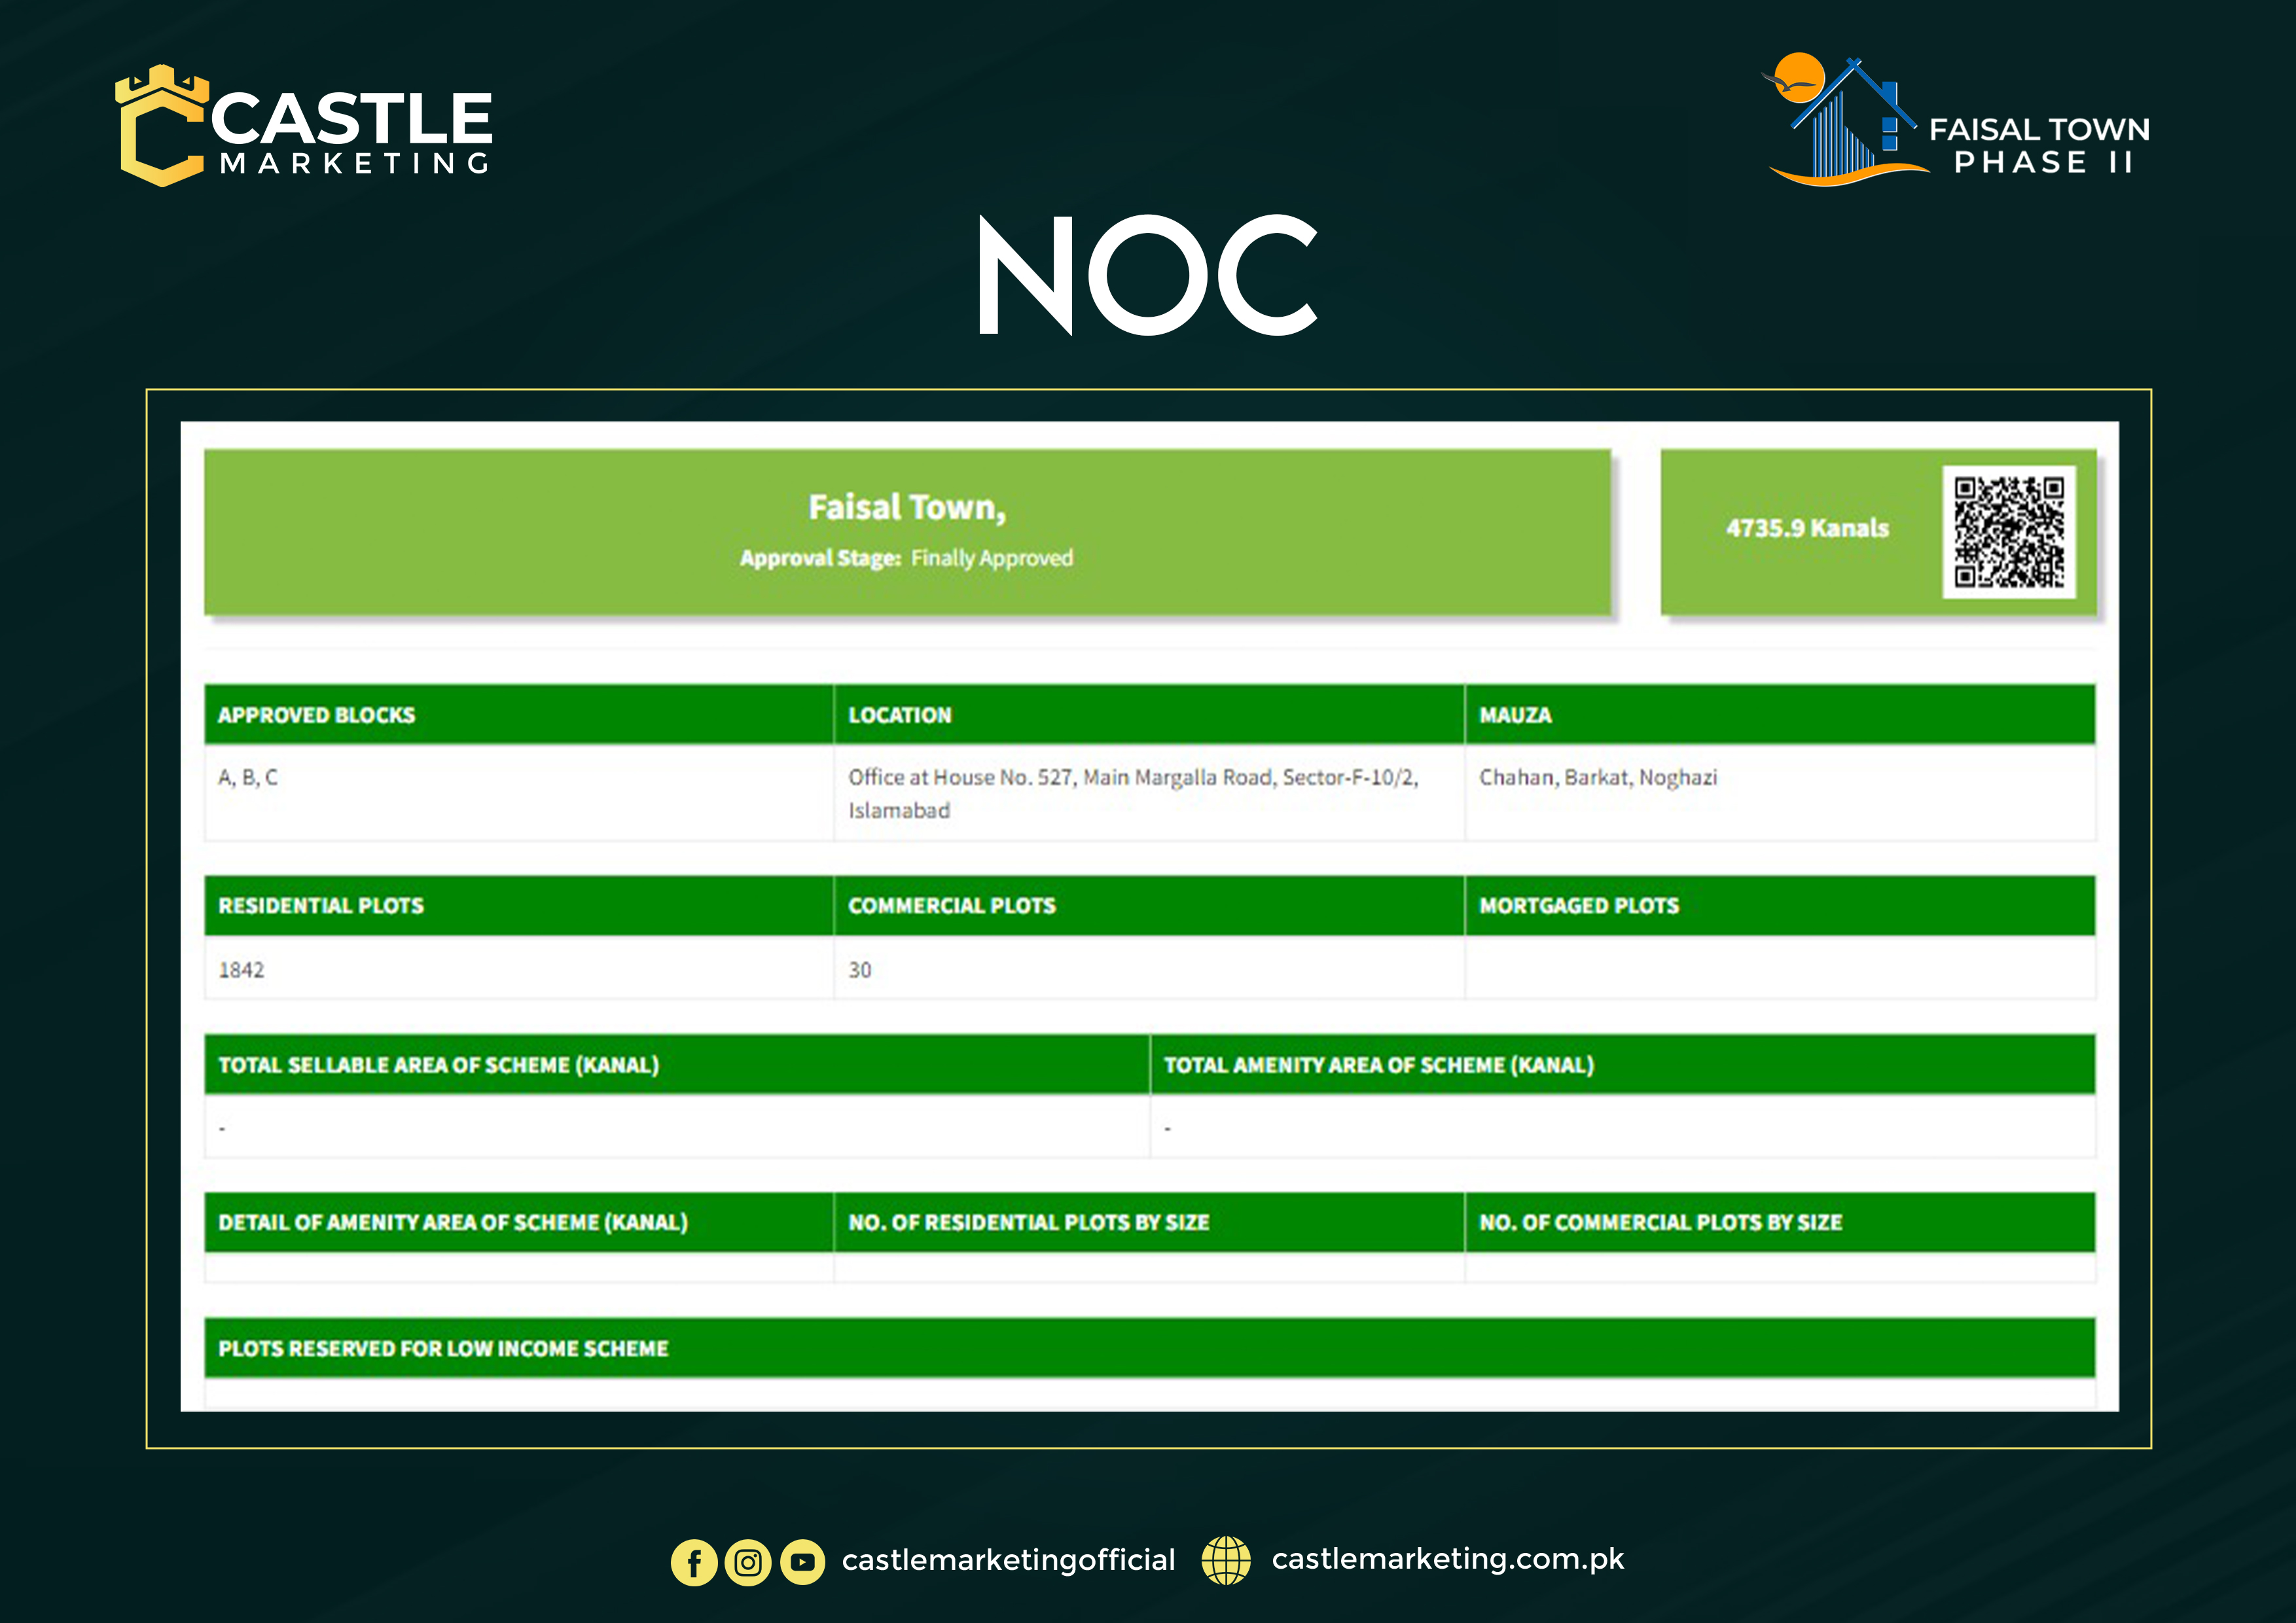 CASTLE
MARKETING
FAISAL TOWN
PHASE II
NOC
Faisal Town,
Approval Stage: Finally Approved
4735.9 Kanals
APPROVED BLOCKS
LOCATION
MAUZA
A, B, C
Office at House No. 527, Main Margalla Road, Sector-F-10/2,
Islamabad
Chahan, Barkat, Noghazi
RESIDENTIAL PLOTS
COMMERCIAL PLOTS
MORTGAGED PLOTS
1842
30
TOTAL SELLABLE AREA OF SCHEME (KANAL)
TOTAL AMENITY AREA OF SCHEME (KANAL)
-
-
DETAIL OF AMENITY AREA OF SCHEME (KANAL)
NO. OF RESIDENTIAL PLOTS BY SIZE
NO. OF COMMERCIAL PLOTS BY SIZE
PLOTS RESERVED FOR LOW INCOME SCHEME
castlemarketingofficial
castlemarketing.com.pk